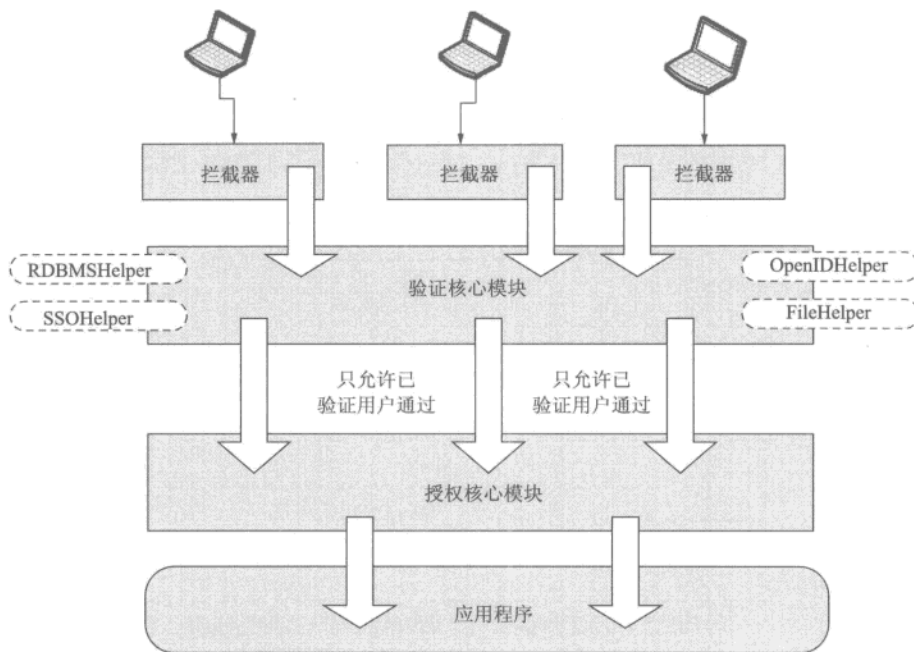 拦截器
拦截器
拦截器
RDBMSHelper
OpenIDHelper
验证核心模块
SSOHelper
FileHelper
只允许已
验证用户通过
只允许已
验证用户通过
授权核心模块
应用程序